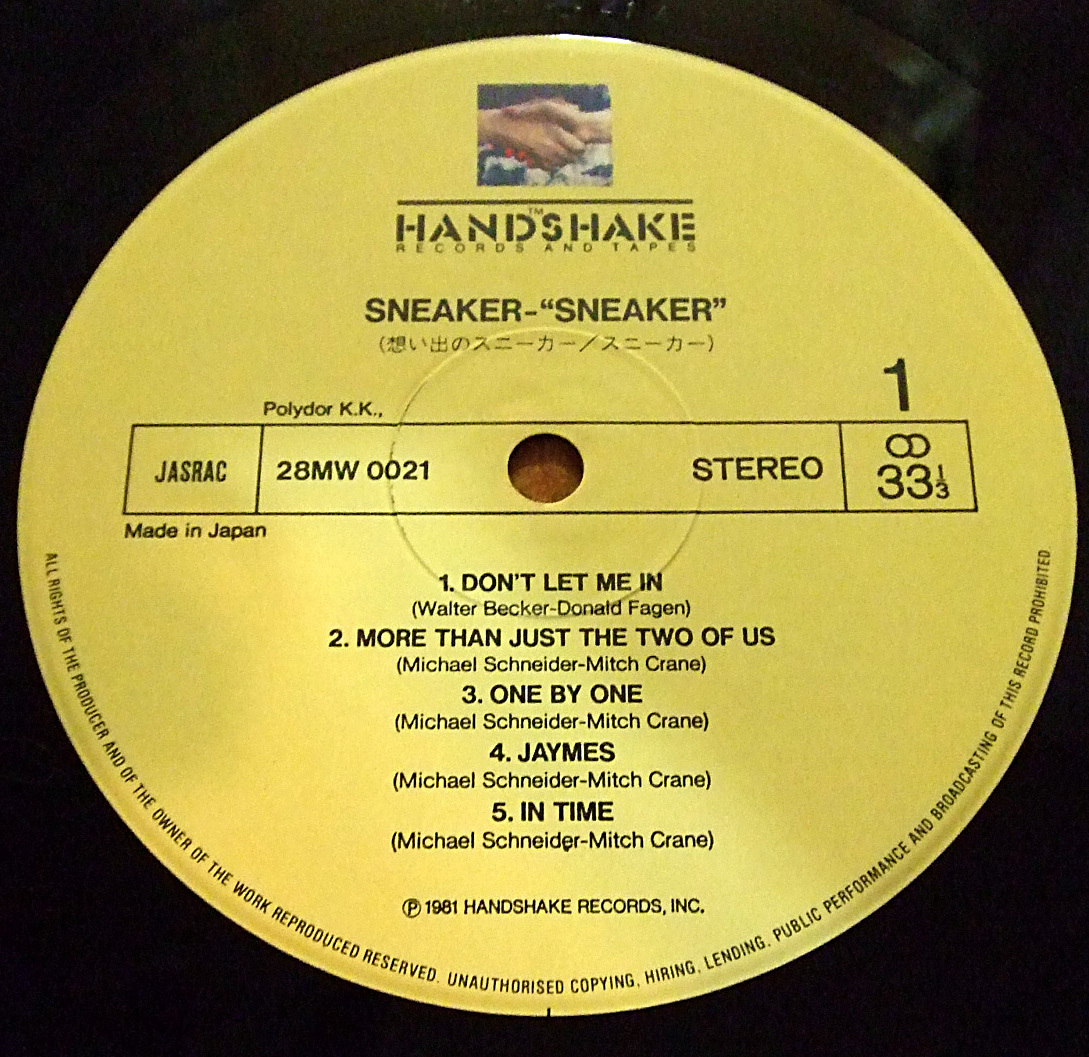 TM
HANDSHAKE
RECORDS AND TAPES
SNEAKER-“SNEAKER”
(想い出のスニーカー/スニーカー)
1
Polydor K.K.,
JASRAC
28MW 0021
STEREO
33⅓
Made in Japan
1. DON'T LET ME IN
(Walter Becker-Donald Fagen)
2. MORE THAN JUST THE TWO OF US
(Michael Schneider-Mitch Crane)
3. ONE BY ONE
(Michael Schneider-Mitch Crane)
4. JAYMES
(Michael Schneider-Mitch Crane)
5. IN TIME
(Michael Schneider-Mitch Crane)
Ⓟ1981 HANDSHAKE RECORDS, INC.
ALL RIGHTS OF THE PRODUCER AND OF THE OWNER OF THE WORK REPRODUCED RESERVED. UNAUTHORISED COPYING, HIRING, LENDING, PUBLIC PERFORMANCE AND BROADCASTING OF THIS RECORD PROHIBITED